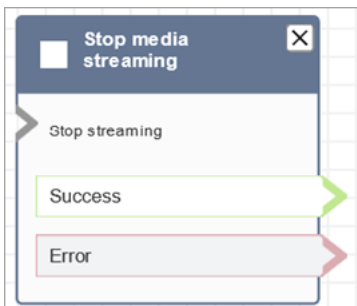 Stop media
streaming
Stop streaming
Success
Error